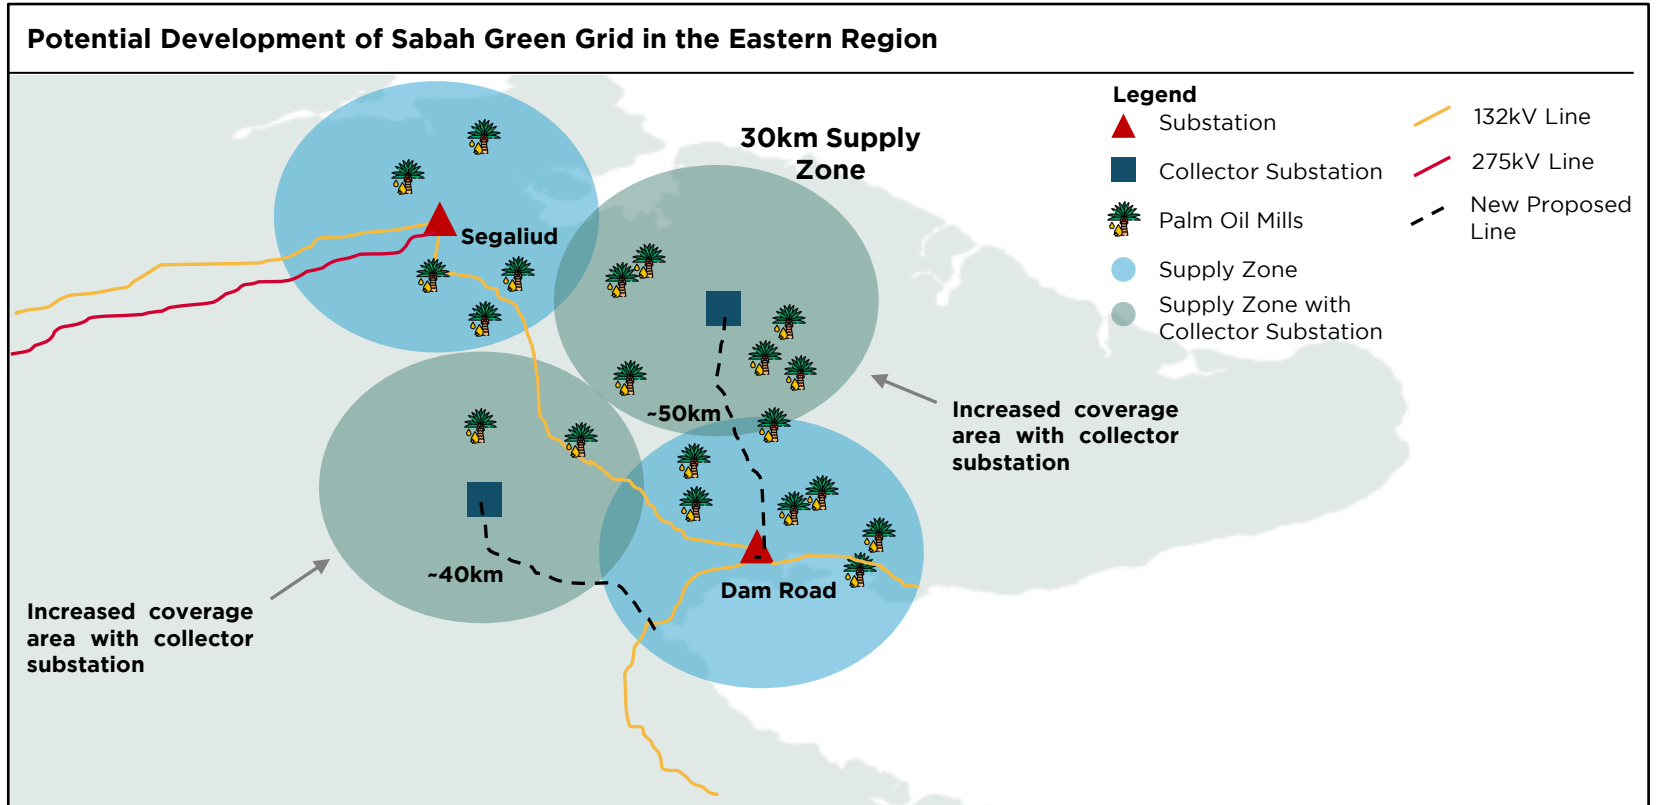 Potential Development of Sabah Green Grid in the Eastern Region
30km Supply
Zone
Segaliud
~50km
~40km
Dam Road
Increased coverage
area with collector
substation
Increased coverage
area with collector
substation
Legend
Substation
Collector Substation
Palm Oil Mills
Supply Zone
Supply Zone with
Collector Substation
132kV Line
275kV Line
New Proposed
Line